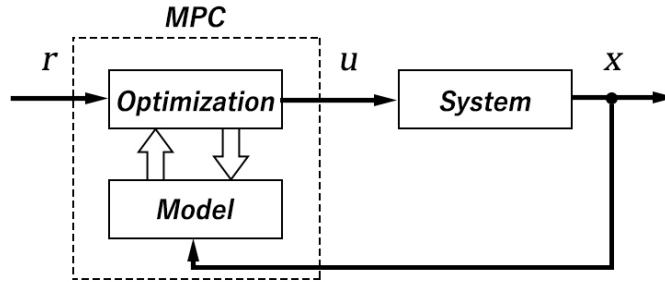 MPC
r
u
x
Optimization
System
Model